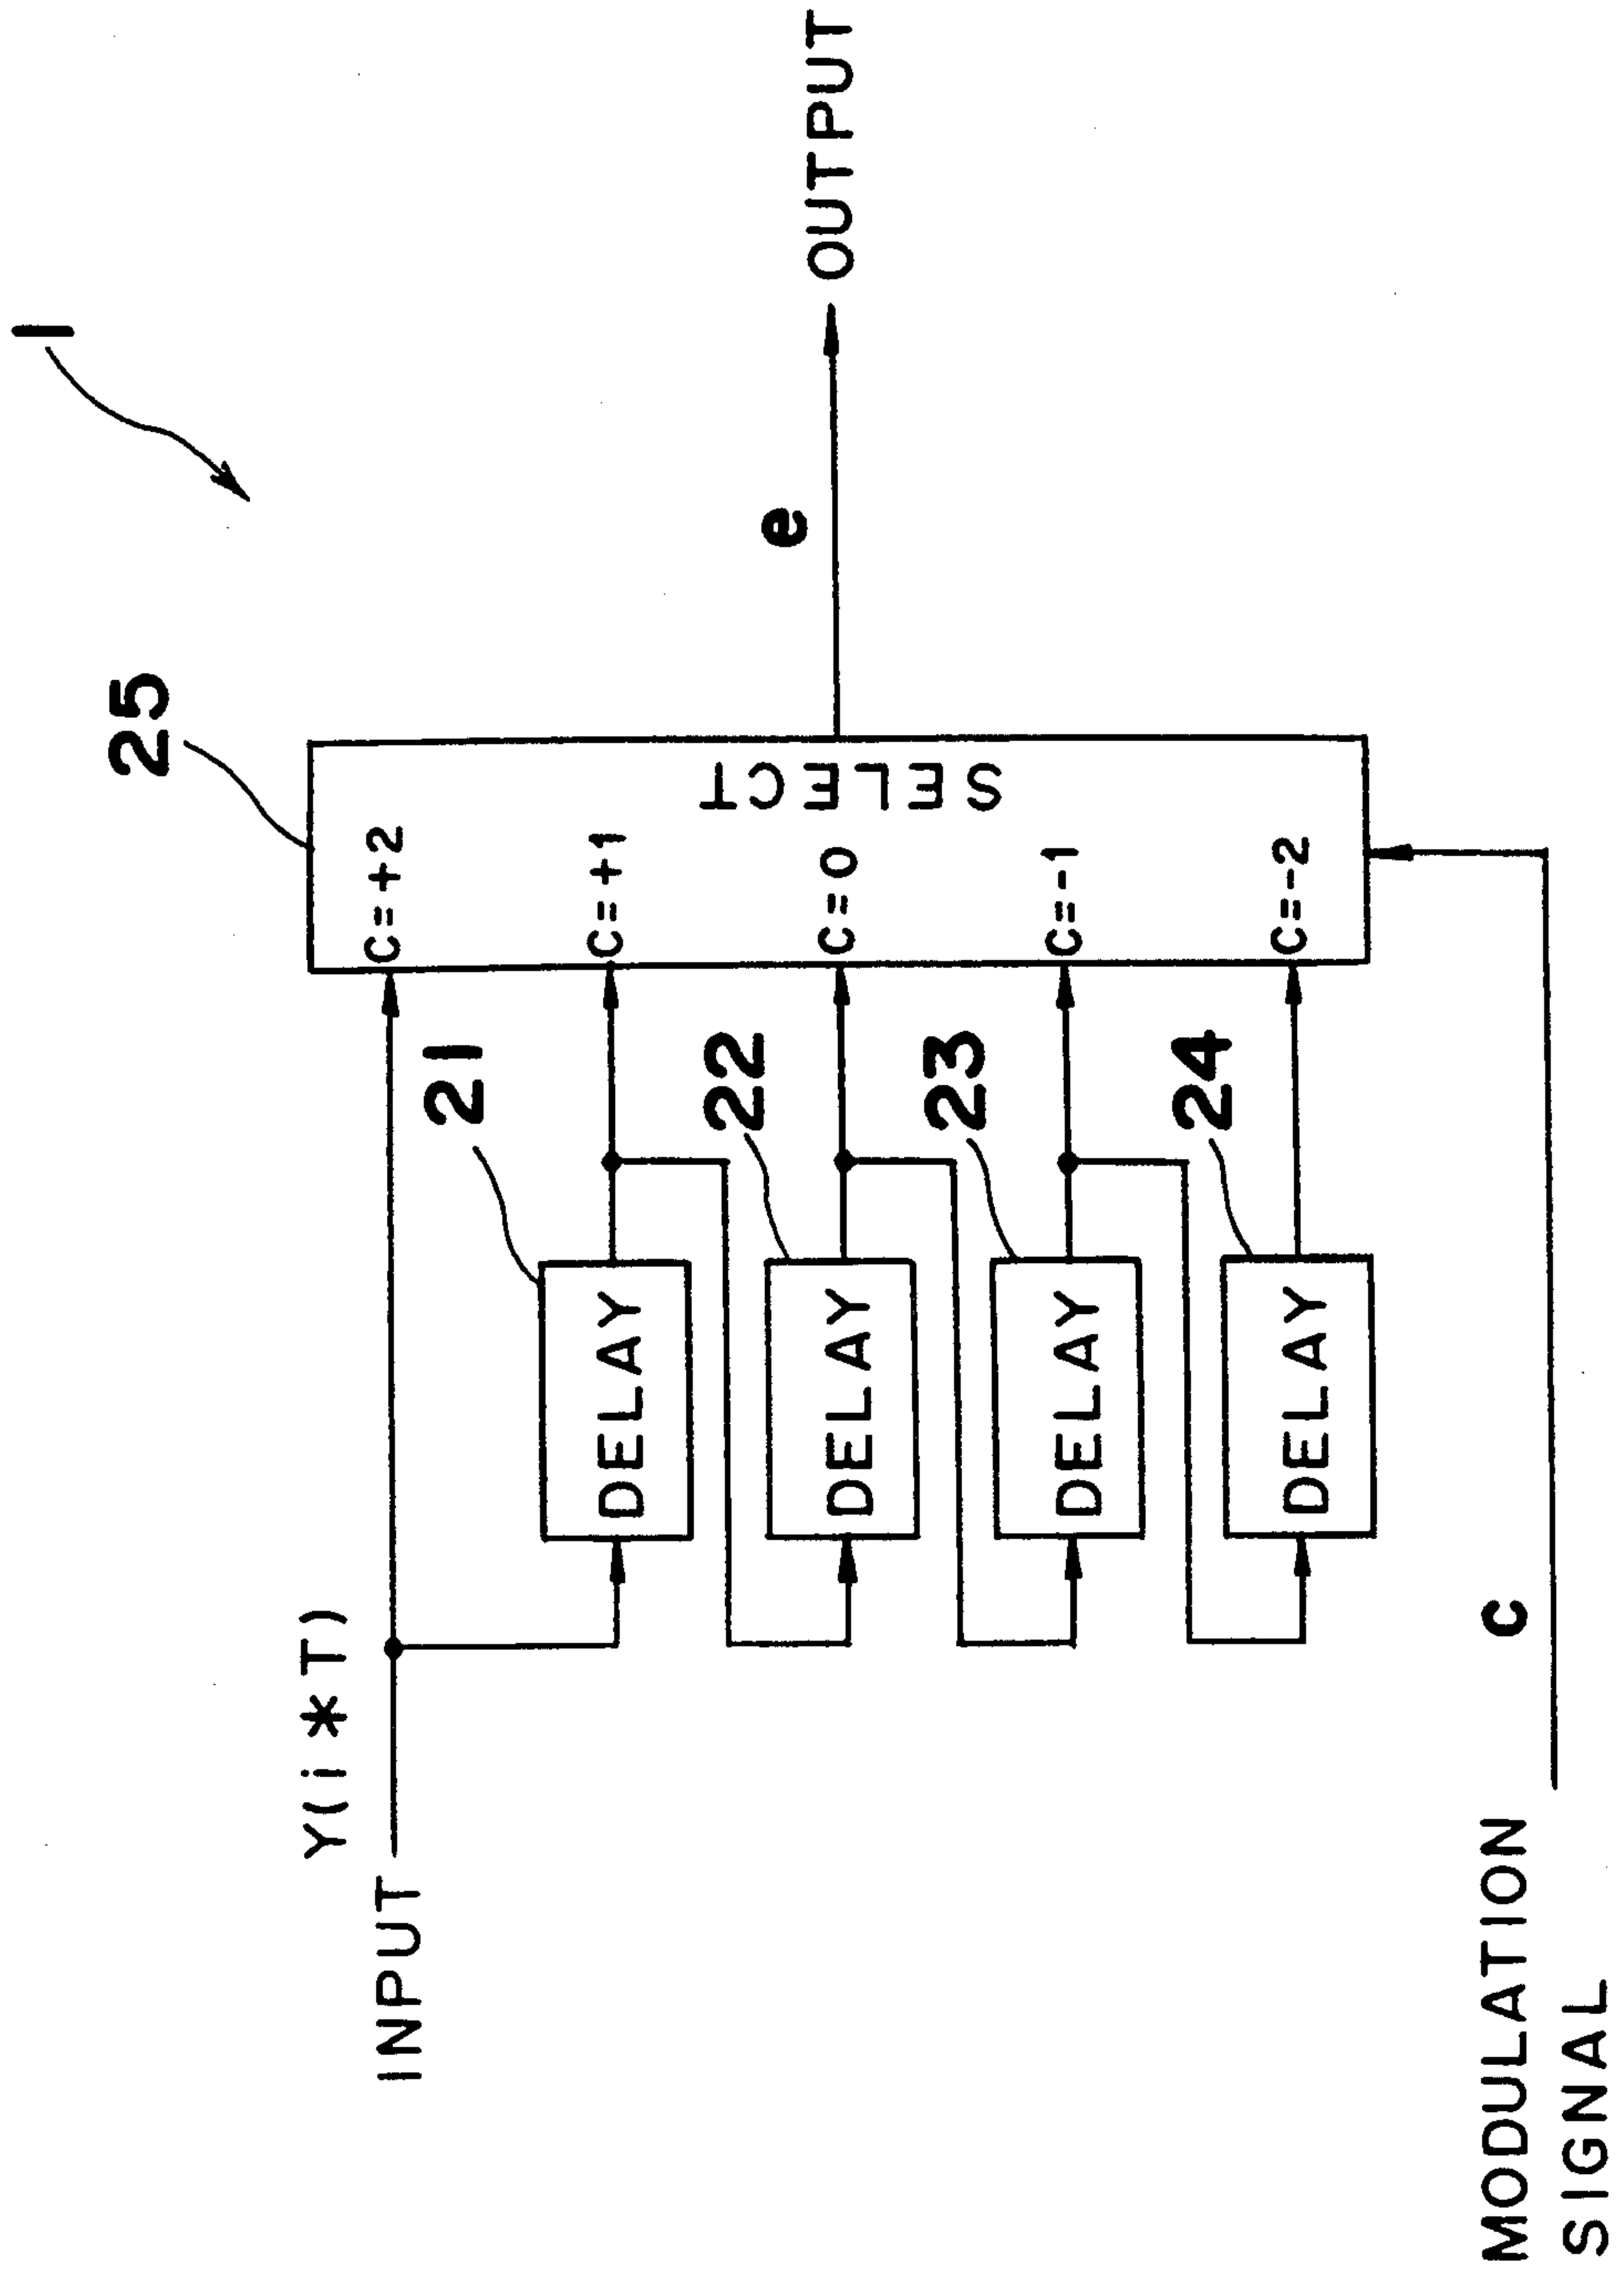 1
25
Y(i*T)
INPUT
C=+2
21
DELAY
C=+1
22
DELAY
C=0
SELECT
e
OUTPUT
23
DELAY
C=-1
24
DELAY
C=-2
MODULATION
SIGNAL
c